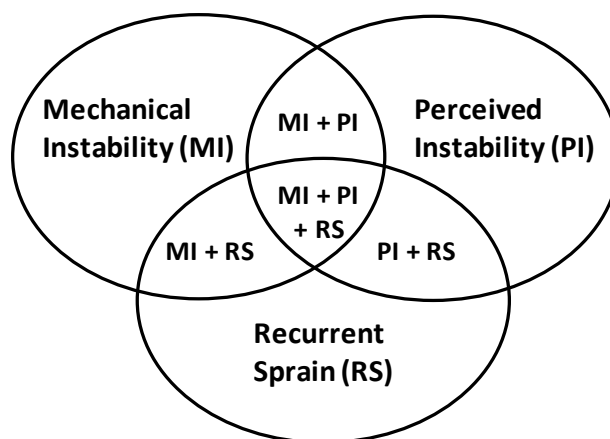 Mechanical
Instability (MI)
MI + PI
Perceived
Instability (PI)
MI + PI
+ RS
MI + RS
PI + RS
Recurrent
Sprain (RS)